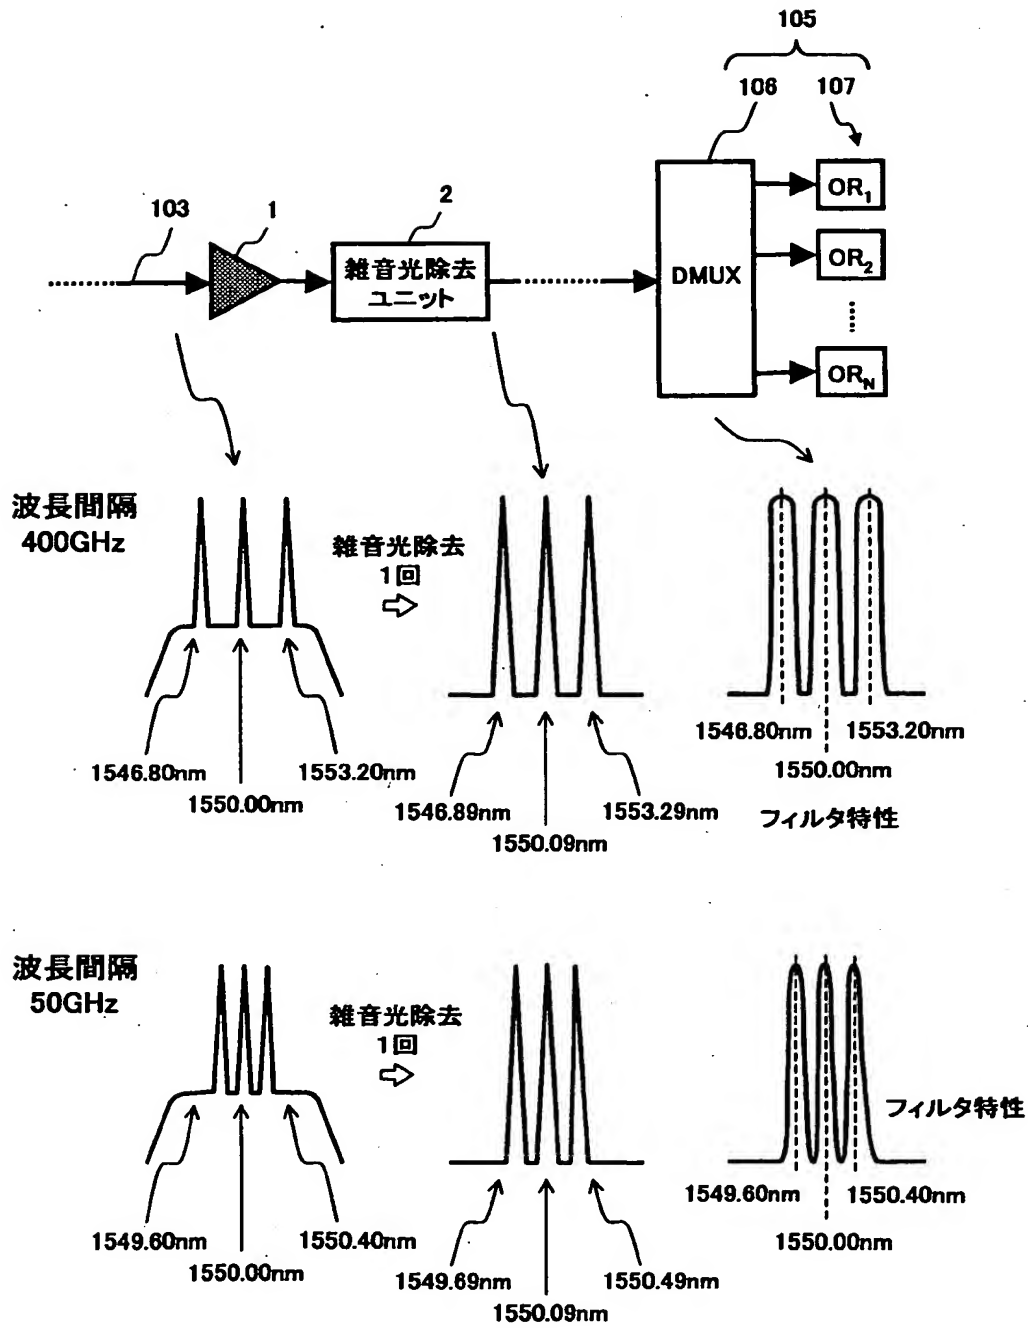 105
106
107
103
1
2
雑音光除去
ユニット
DMUX
OR1
OR2
ORN
波長間隔
400GHz
雑音光除去
1回
1546.80nm
1553.20nm
1550.00nm
1546.89nm
1553.29nm
1550.09nm
1546.80nm
1553.20nm
1550.00nm
フィルタ特性
波長間隔
50GHz
雑音光除去
1回
フィルタ特性
1549.60nm
1550.40nm
1550.00nm
1549.69nm
1550.49nm
1550.09nm
1549.60nm
1550.40nm
1550.00nm